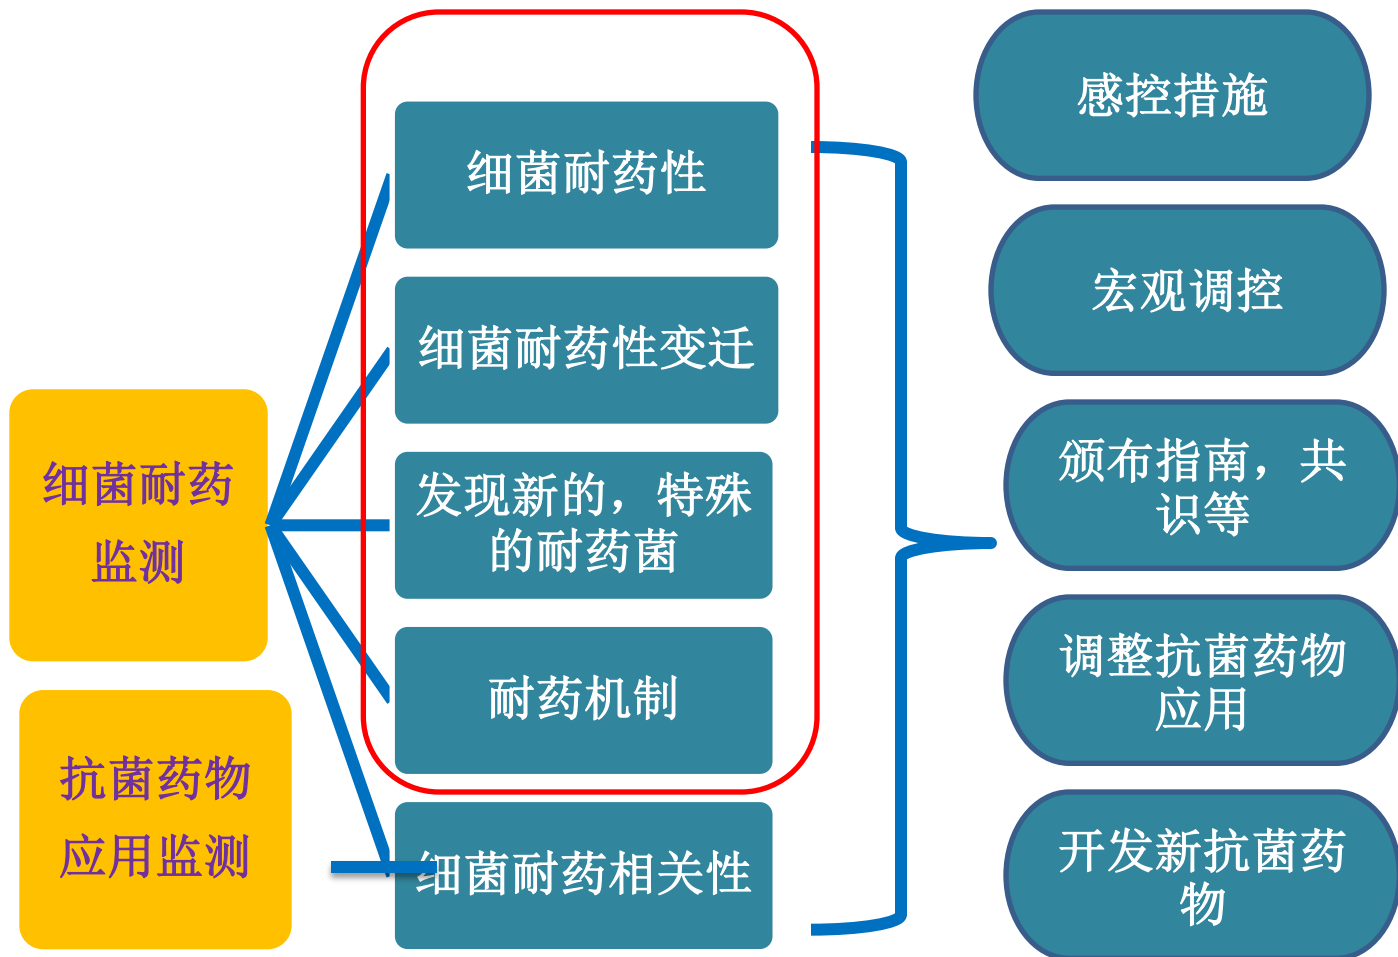 细菌耐药
监测
抗菌药物
应用监测
细菌耐药性
细菌耐药性变迁
发现新的，特殊
的耐药菌
耐药机制
细菌耐药相关性
感控措施
宏观调控
颁布指南，共
识等
调整抗菌药物
应用
开发新抗菌药
物